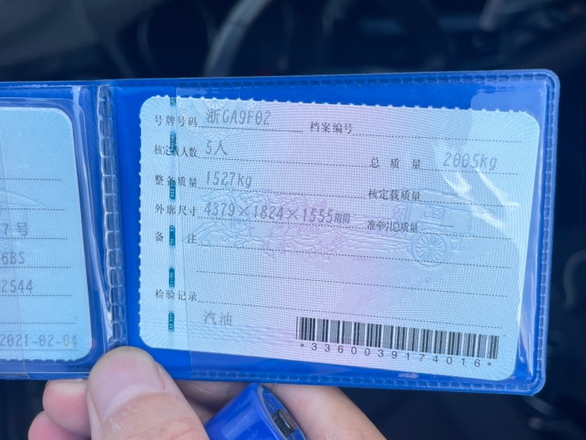 7号
6BS
2544
2021-02-04
号牌号码 浙GA9F02 档案编号
核定载人数 5人 总质量 2005kg
整备质量 1527kg 核定载质量
外廓尺寸 4379×1824×1555mm 准牵引总质量
备注
检验记录
汽油
*3360039174016*